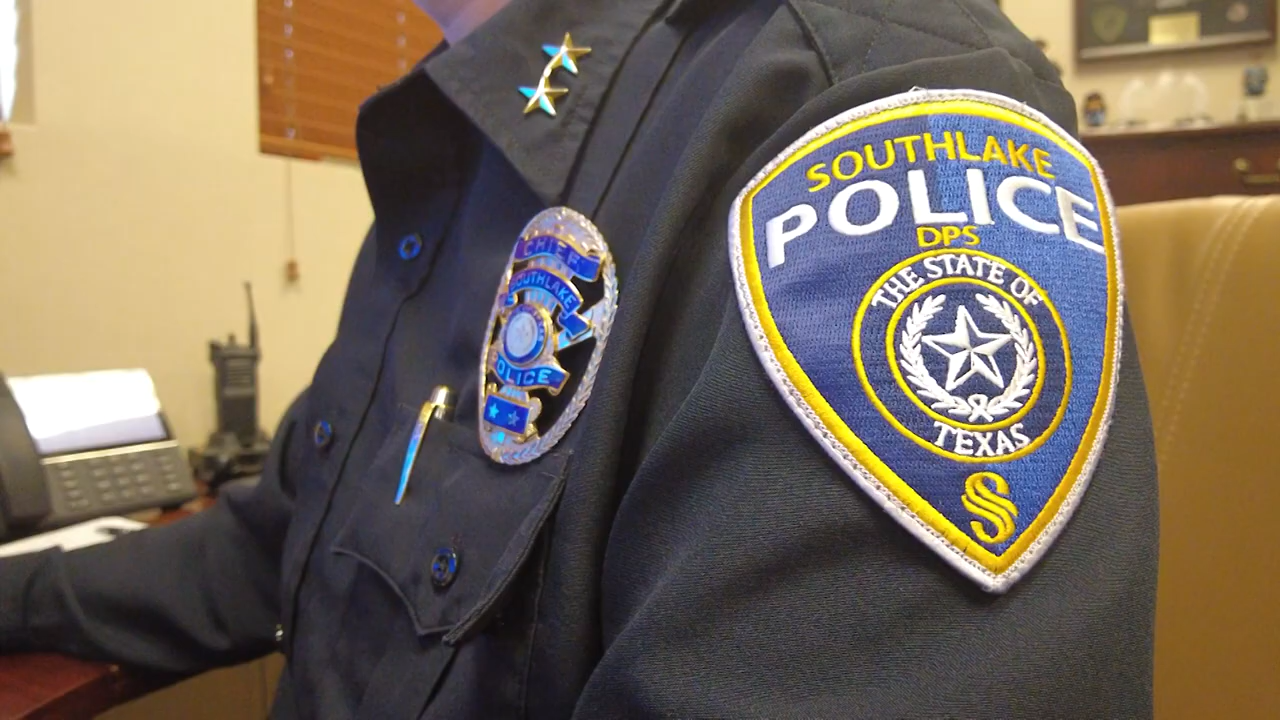 CHIEF
SOUTHLAKE
POLICE
SOUTHLAKE
POLICE
DPS
THE STATE OF
TEXAS